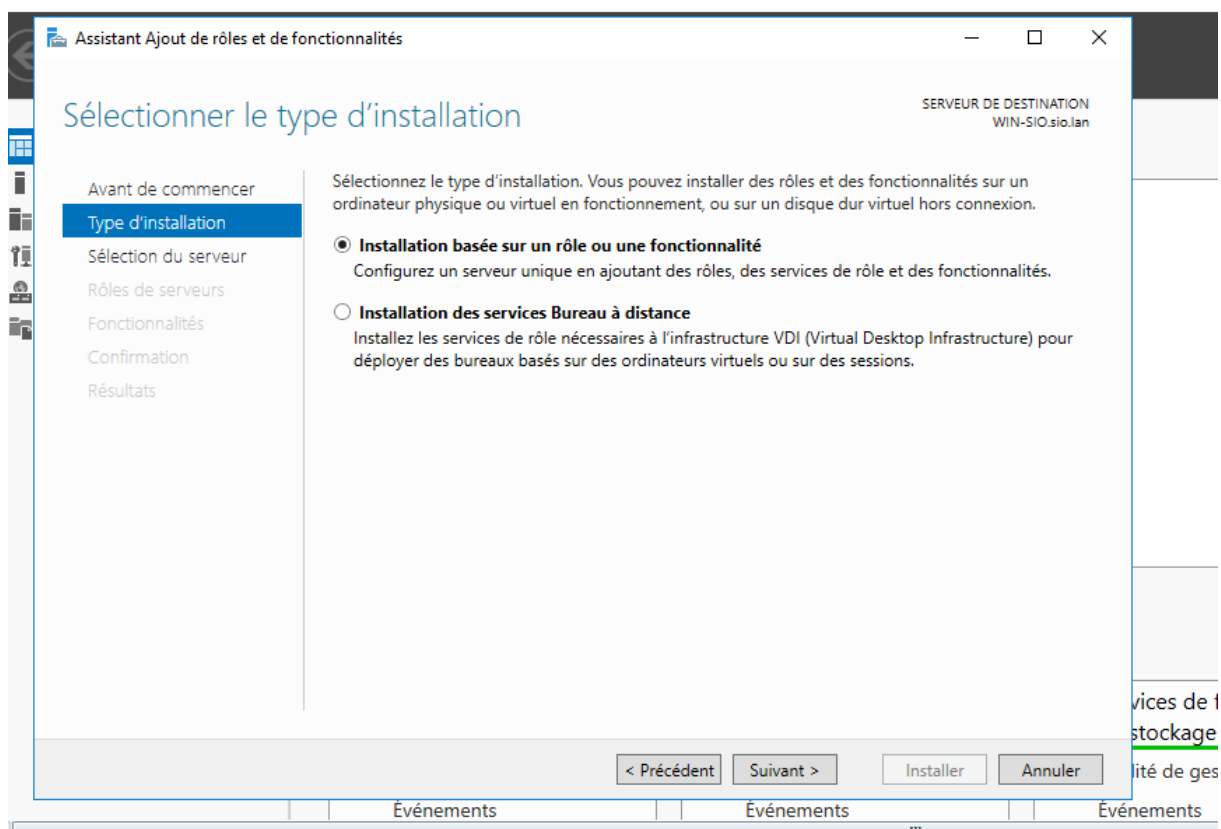 Assistant Ajout de rôles et de fonctionnalités
Sélectionner le type d’installation
SERVEUR DE DESTINATION
WIN-SIO.sio.lan
Avant de commencer
Type d’installation
Sélection du serveur
Rôles de serveurs
Fonctionnalités
Confirmation
Résultats
Sélectionnez le type d’installation. Vous pouvez installer des rôles et des fonctionnalités sur un
ordinateur physique ou virtuel en fonctionnement, ou sur un disque dur virtuel hors connexion.
Installation basée sur un rôle ou une fonctionnalité
Configurez un serveur unique en ajoutant des rôles, des services de rôle et des fonctionnalités.
Installation des services Bureau à distance
Installez les services de rôle nécessaires à l’infrastructure VDI (Virtual Desktop Infrastructure) pour
déployer des bureaux basés sur des ordinateurs virtuels ou sur des sessions.
vices de f
stockage
< Précédent Suivant > Installer Annuler
lité de ges
Événements Événements Événements